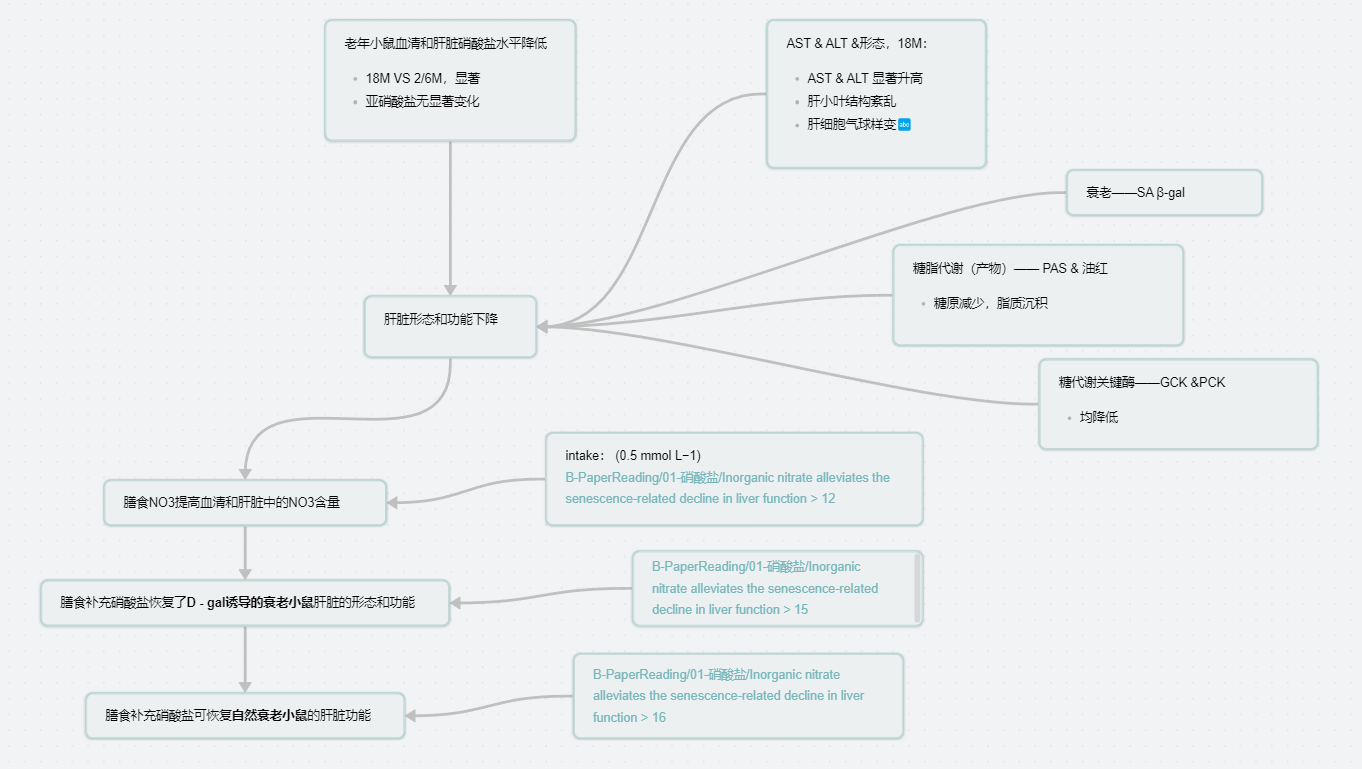 老年小鼠血清和肝脏硝酸盐水平降低
18M VS 2/6M，显著
亚硝酸盐无显著变化
AST & ALT &形态，18M：
AST & ALT 显著升高
肝小叶结构紊乱
肝细胞气球样变
abc
衰老——SA β-gal
糖脂代谢（产物）—— PAS & 油红
糖原减少，脂质沉积
肝脏形态和功能下降
糖代谢关键酶——GCK &PCK
均降低
intake：（0.5 mmol L−1)
B-PaperReading/01-硝酸盐/Inorganic nitrate alleviates the
senescence-related decline in liver function > 12
膳食NO3提高血清和肝脏中的NO3含量
B-PaperReading/01-硝酸盐/Inorganic
nitrate alleviates the senescence-related
decline in liver function > 15
膳食补充硝酸盐恢复了D - gal诱导的衰老小鼠肝脏的形态和功能
B-PaperReading/01-硝酸盐/Inorganic nitrate
alleviates the senescence-related decline in liver
function > 16
膳食补充硝酸盐可恢复自然衰老小鼠的肝脏功能